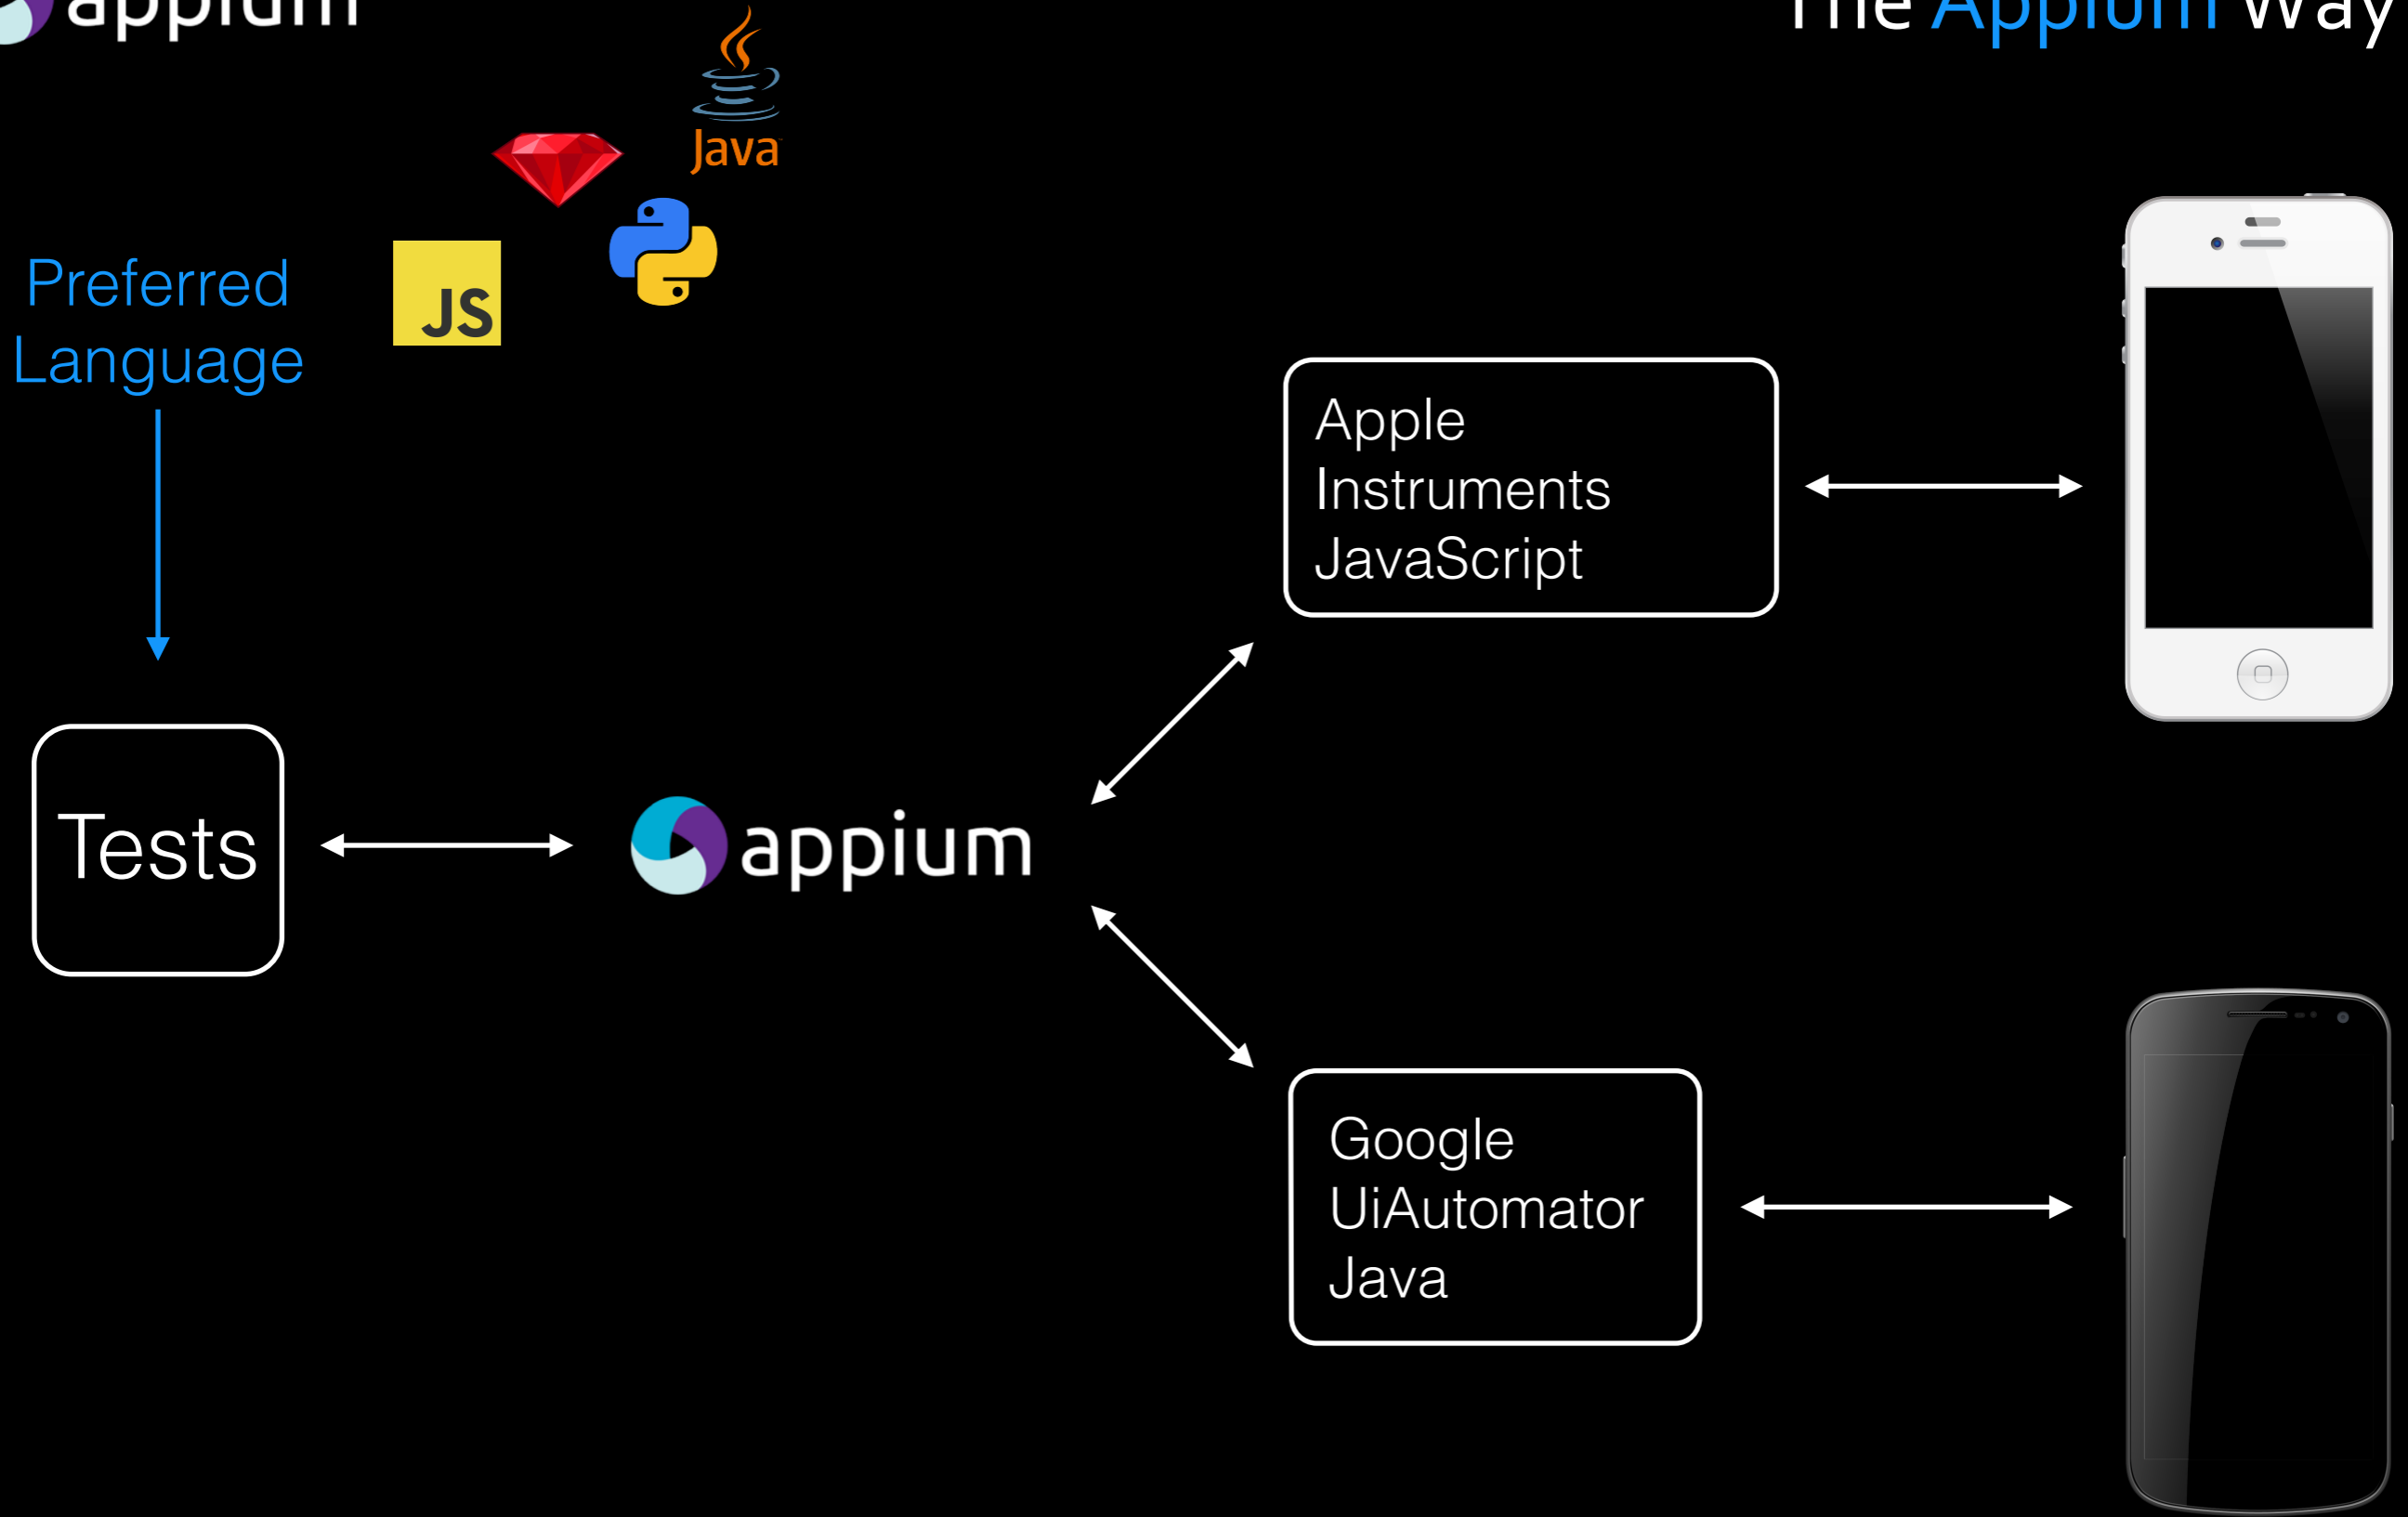 appium
The Appium Way
Java
JS
Preferred
Language
Apple
Instruments
JavaScript
Tests
appium
Google
UiAutomator
Java